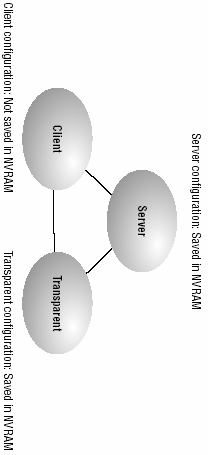 Server configuration: Saved in NVRAM
Server
Client
Transparent
Client configuration: Not saved in NVRAM
Transparent configuration: Saved in NVRAM